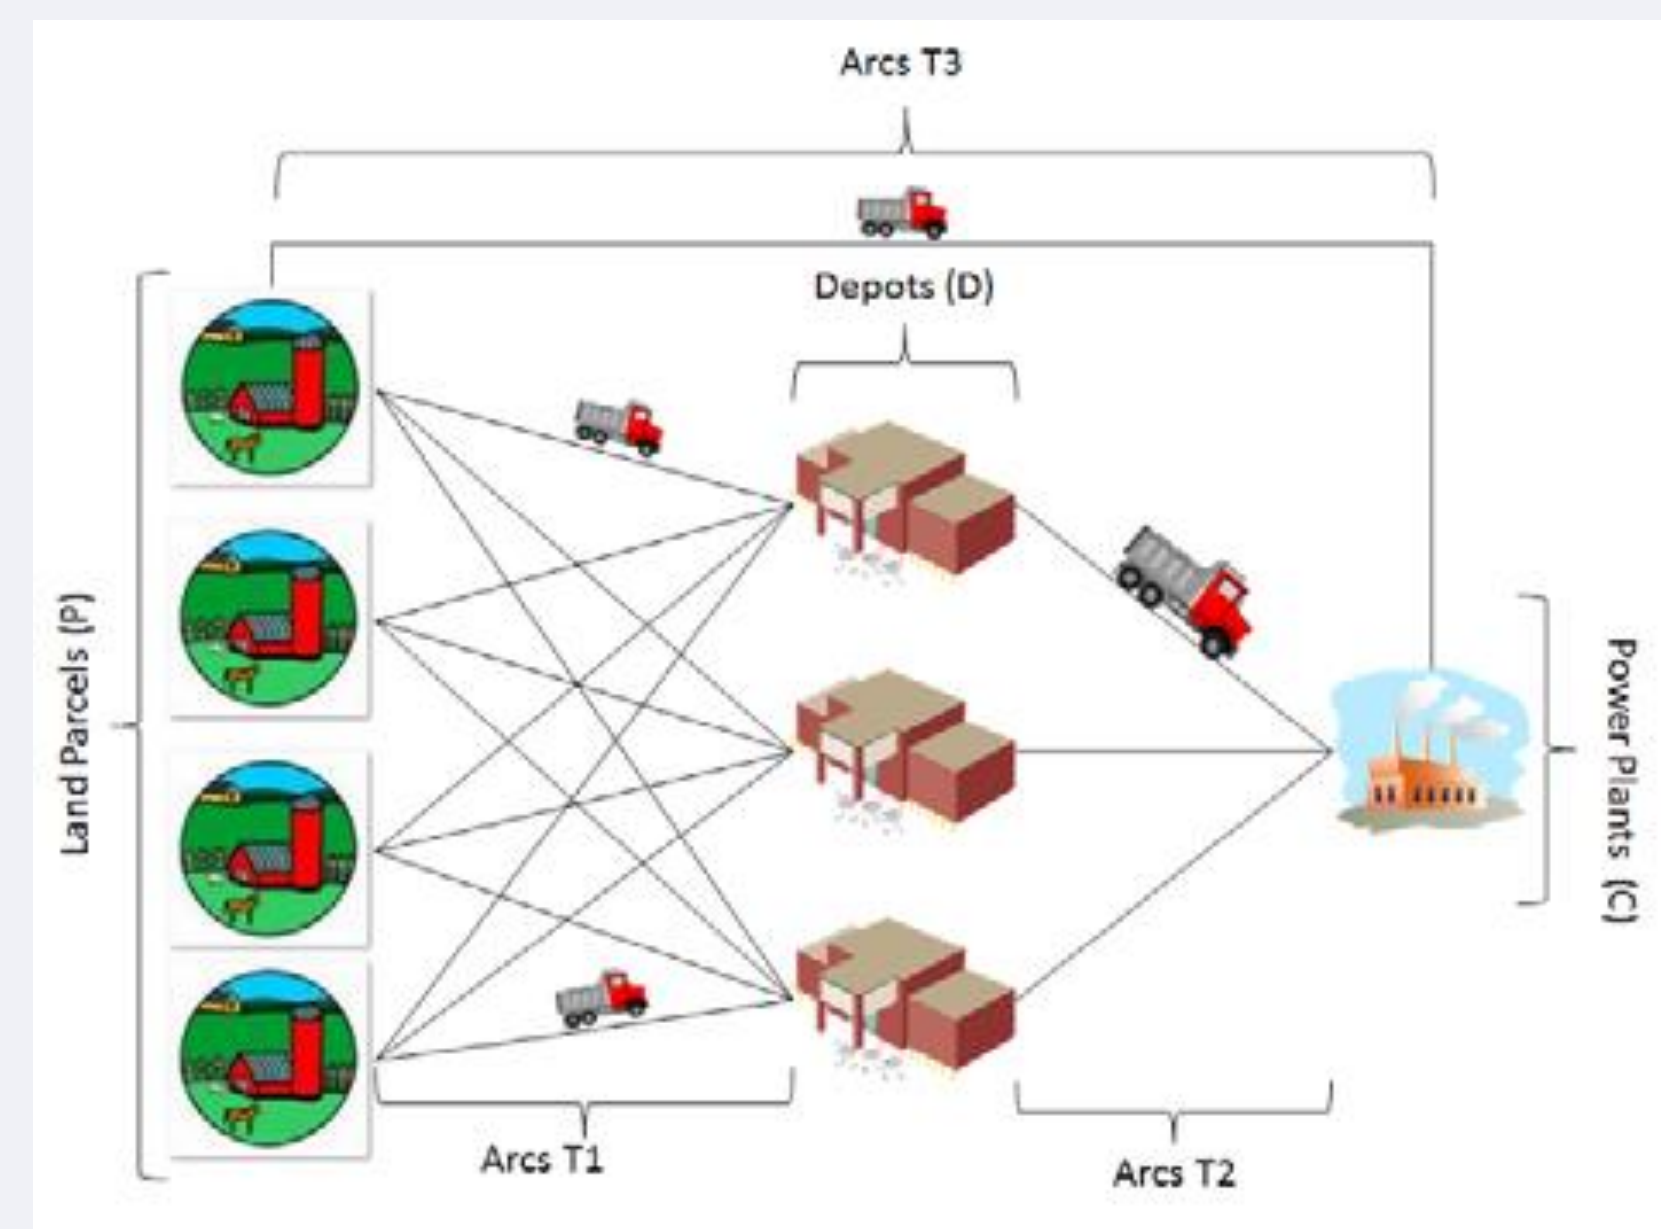 Arcs T3
Depots (D)
Land Parcels (P)
Power Plants (C)
Arcs T1
Arcs T2